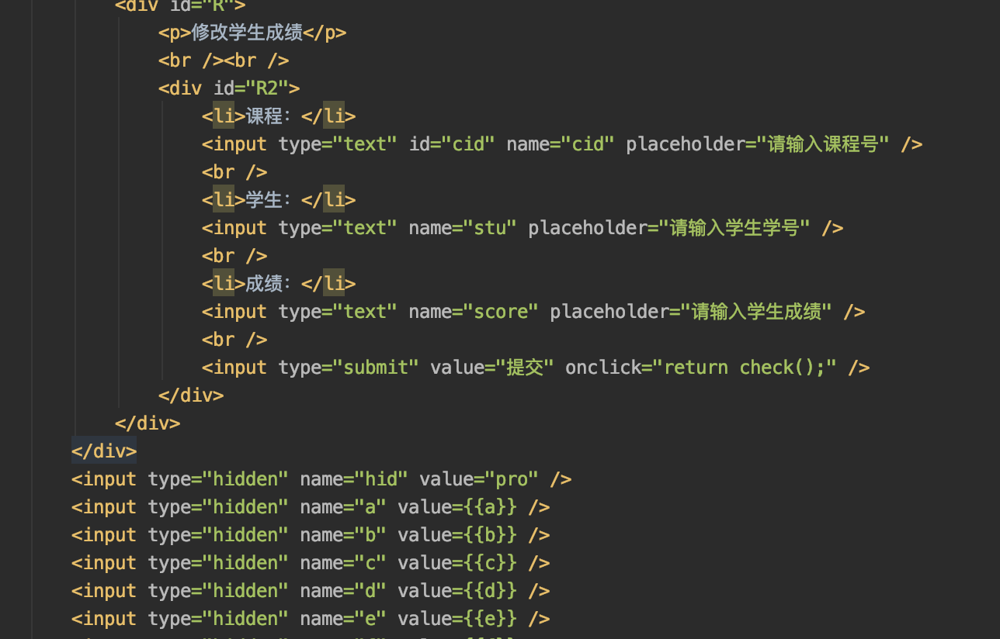 <div id="R">
<p>修改学生成绩</p>
<br /><br />
<div id="R2">
<li>课程：</li>
<input type="text" id="cid" name="cid" placeholder="请输入课程号" />
<br />
<li>学生：</li>
<input type="text" name="stu" placeholder="请输入学生学号" />
<br />
<li>成绩：</li>
<input type="text" name="score" placeholder="请输入学生成绩" />
<br />
<input type="submit" value="提交" onclick="return check();" />
</div>
</div>
</div>
<input type="hidden" name="hid" value="pro" />
<input type="hidden" name="a" value={{a}} />
<input type="hidden" name="b" value={{b}} />
<input type="hidden" name="c" value={{c}} />
<input type="hidden" name="d" value={{d}} />
<input type="hidden" name="e" value={{e}} />